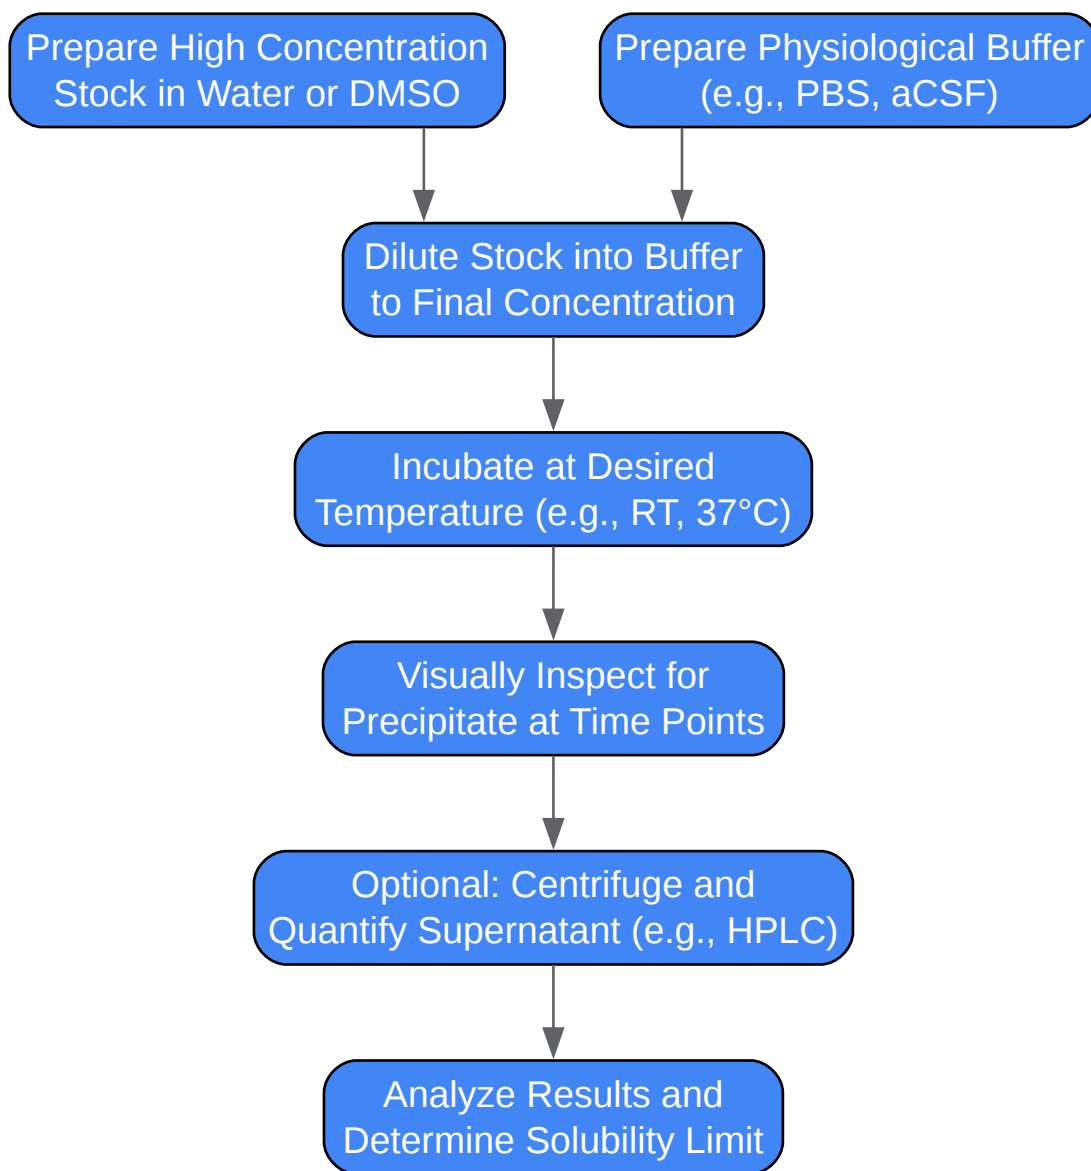 Prepare High Concentration
Stock in Water or DMSO
Prepare Physiological Buffer
(e.g., PBS, aCSF)
Dilute Stock into Buffer
to Final Concentration
Incubate at Desired
Temperature (e.g., RT, 37°C)
Visually Inspect for
Precipitate at Time Points
Optional: Centrifuge and
Quantify Supernatant (e.g., HPLC)
Analyze Results and
Determine Solubility Limit